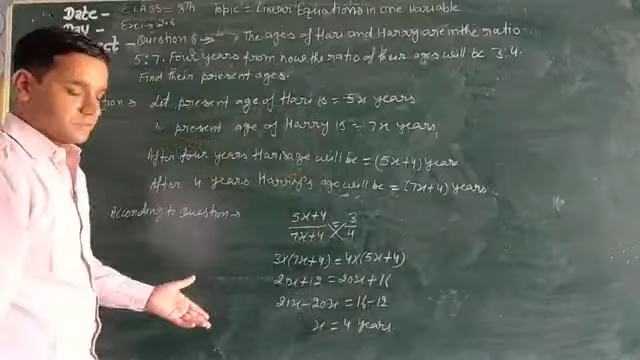 Date - CLASS = 8th Topic = Linear Equations in one variable
Day - Ex:- 2.6
Question 6 → The ages of Hari and Harry are in the ratio
5:7. Four years from now the ratio of their ages will be 3:4.
Find their present ages.
Let present age of Hari is = 5x years
present age of Harry is = 7x years,
After four years Hari's age will be = (5x+4) years
After 4 years Harry's age will be = (7x+4) years
According to question →
5x+4/7x+4 = 3/4
3×(7x+4) = 4×(5x+4)
21x+12 = 20x+16
21x-20x = 16-12
x = 4 years.